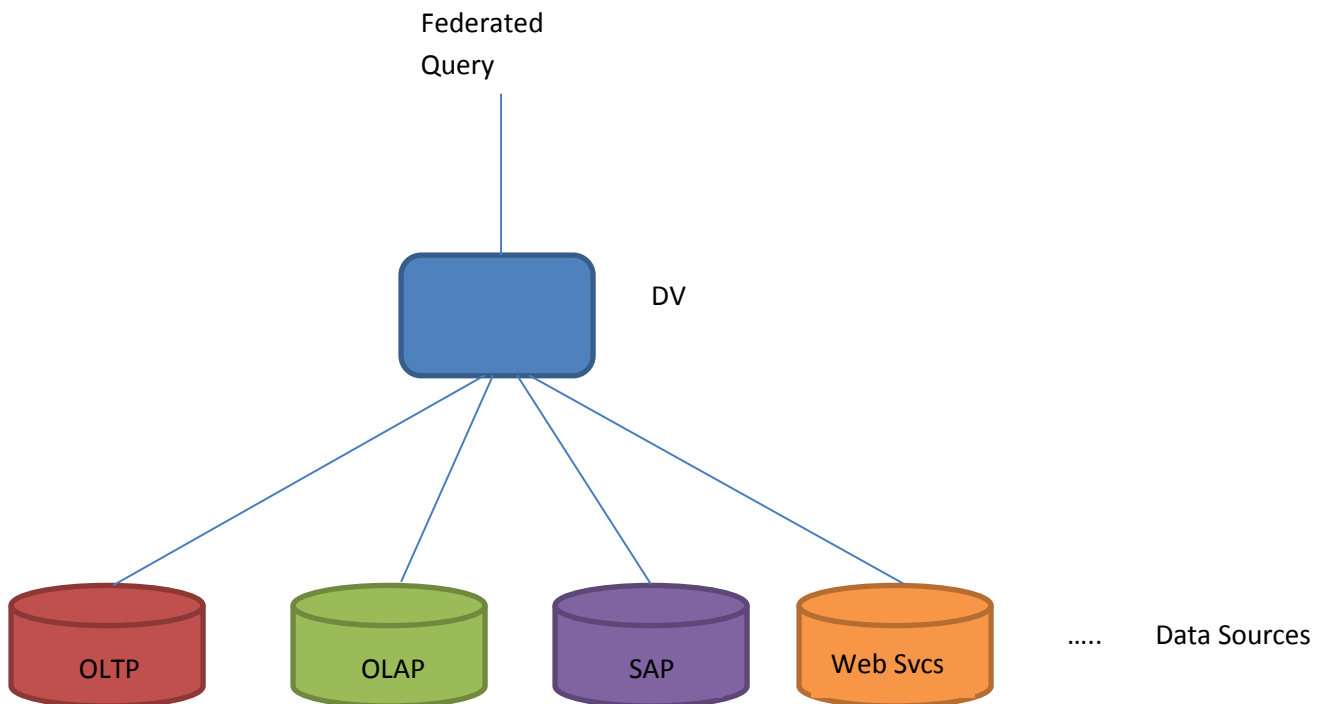 Federated
Query
DV
OLTP
OLAP
SAP
Web Svcs
..... Data Sources